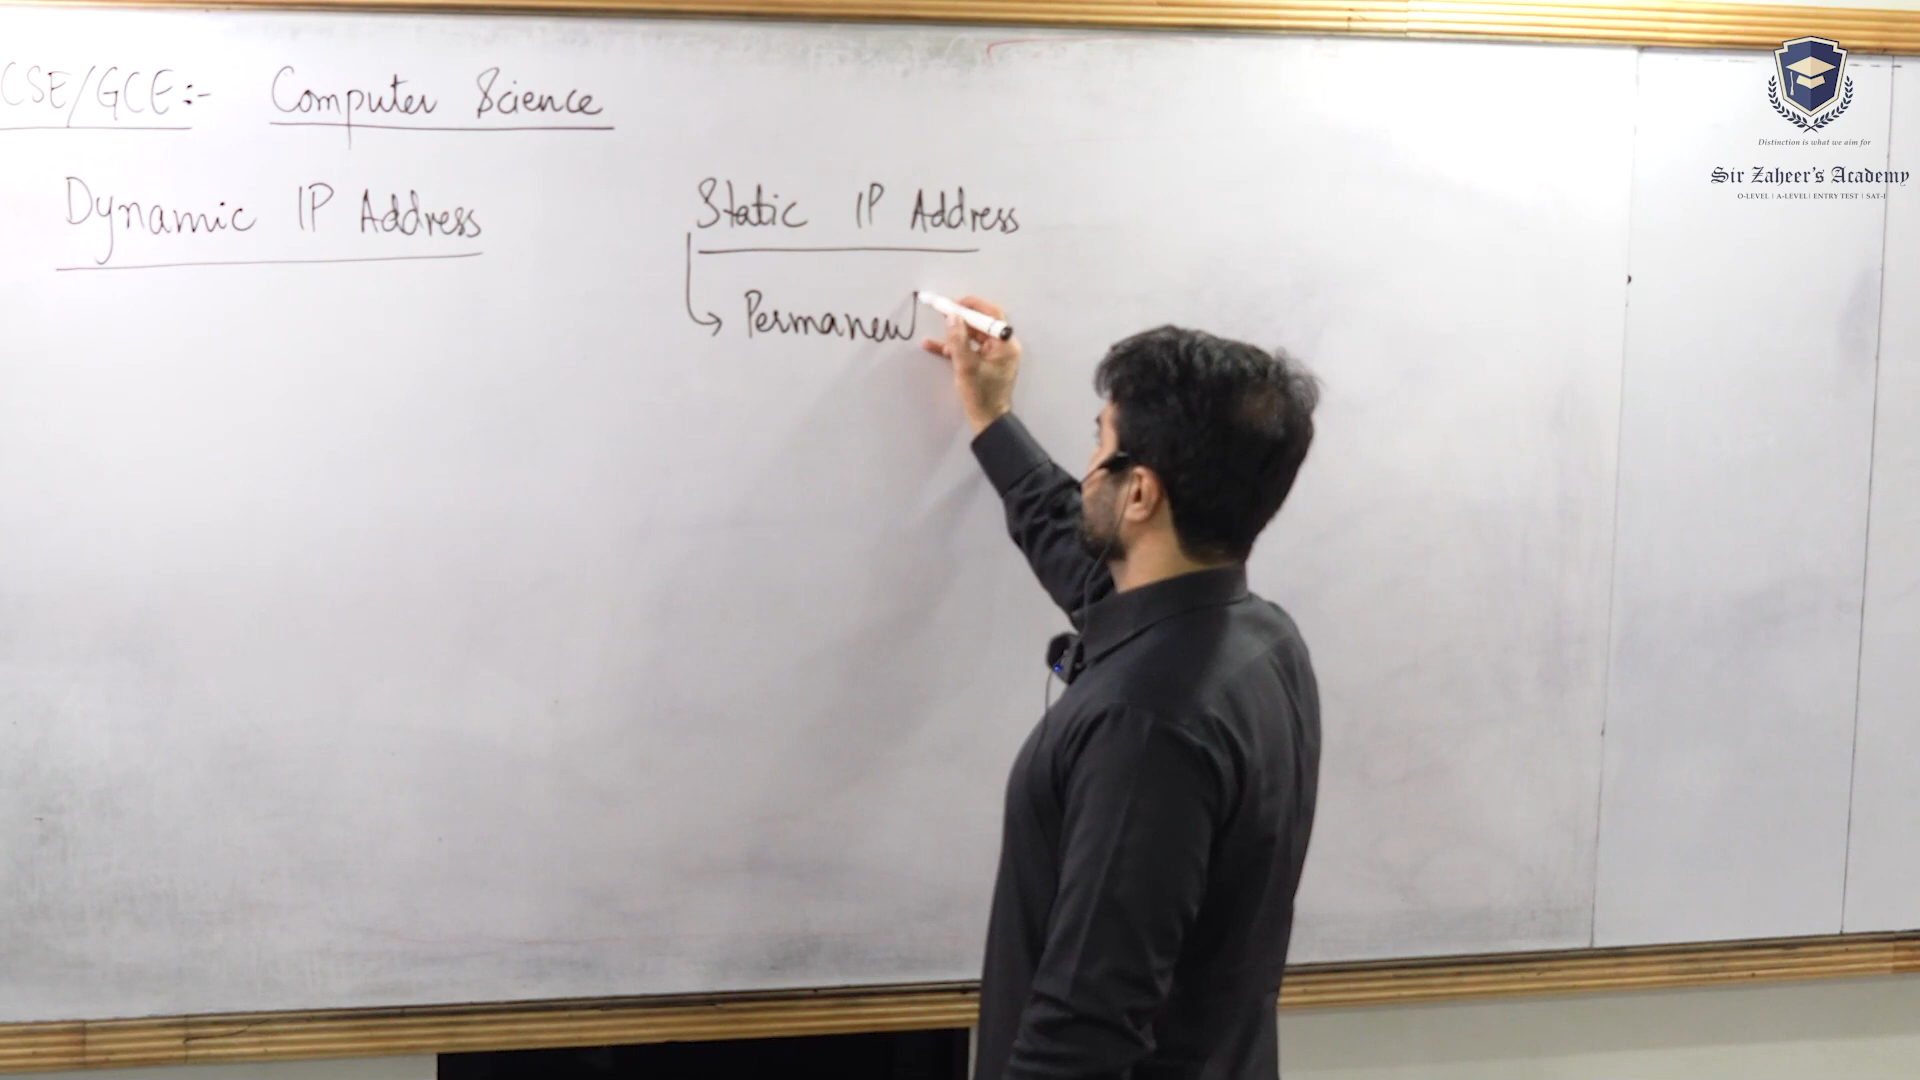 CSE/GCE:- Computer Science
Dynamic IP Address
Static IP Address
Permanen
Distinction is what we aim for
Sir Zaheer's Academy
O-LEVEL | A-LEVEL | ENTRY TEST | SAT-I